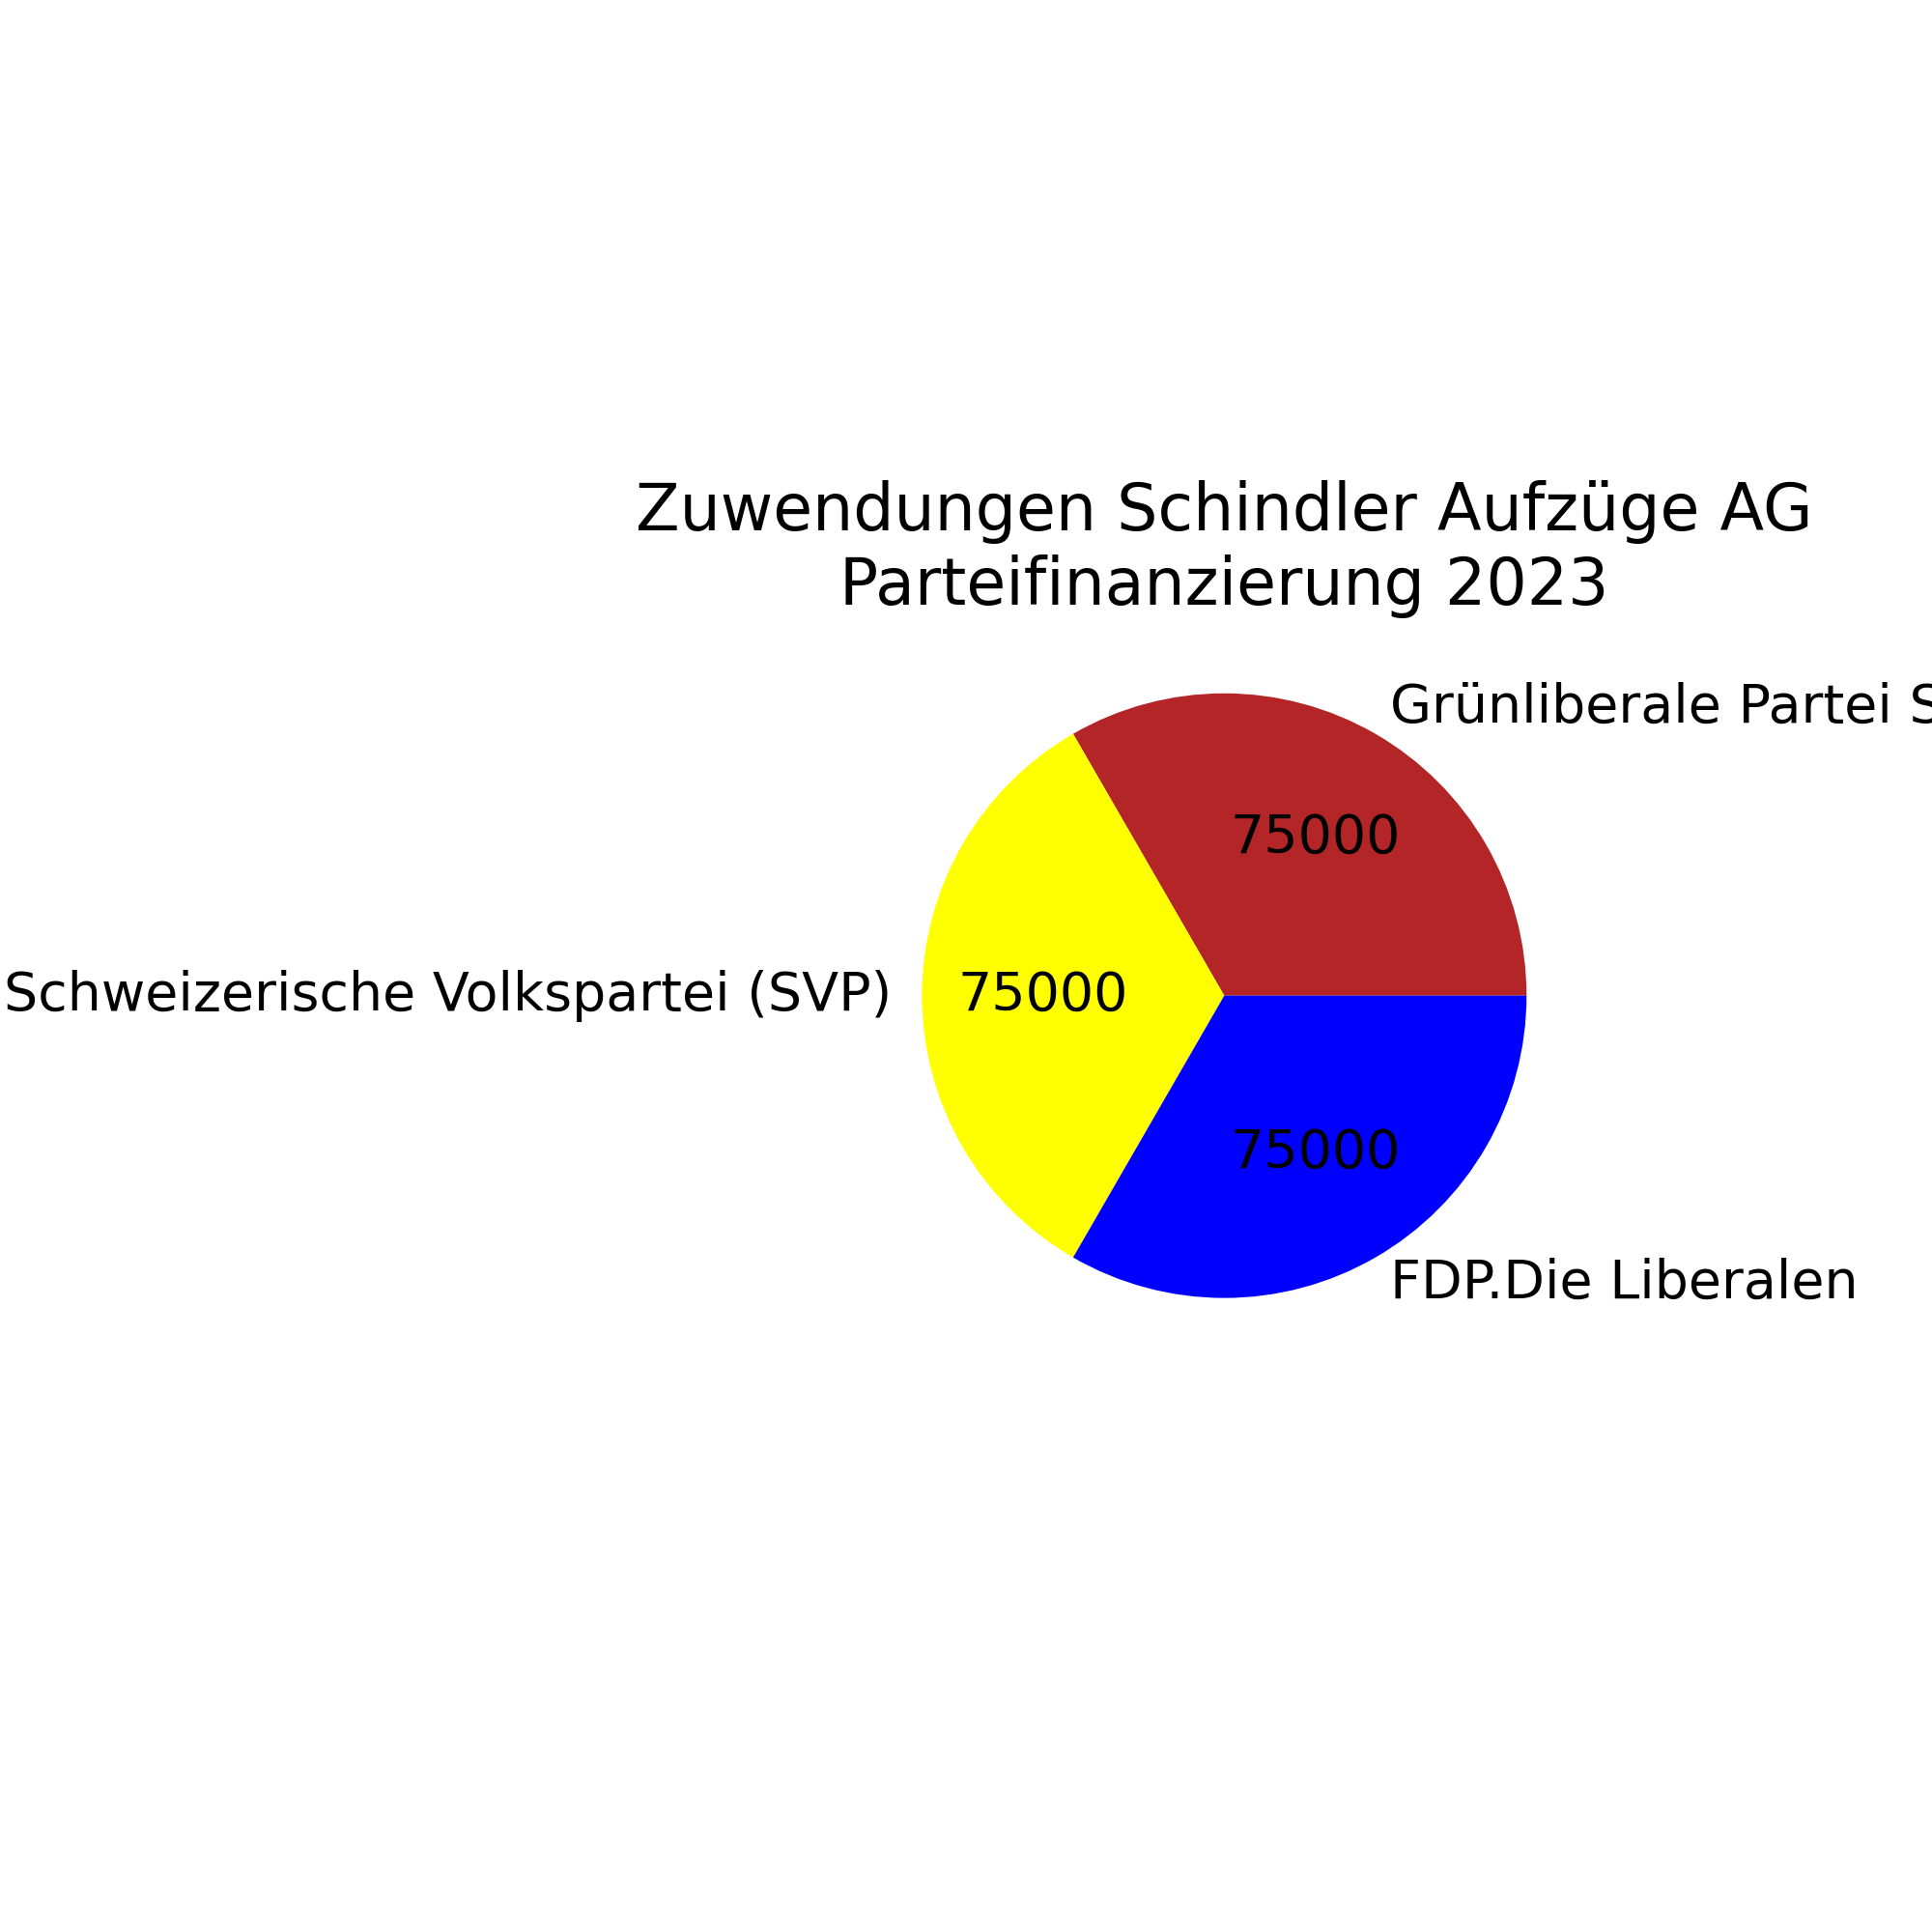 Zuwendungen Schindler Aufzüge AG
Parteifinanzierung 2023
Grünliberale Partei S
75000
Schweizerische Volkspartei (SVP)
75000
75000
FDP.Die Liberalen